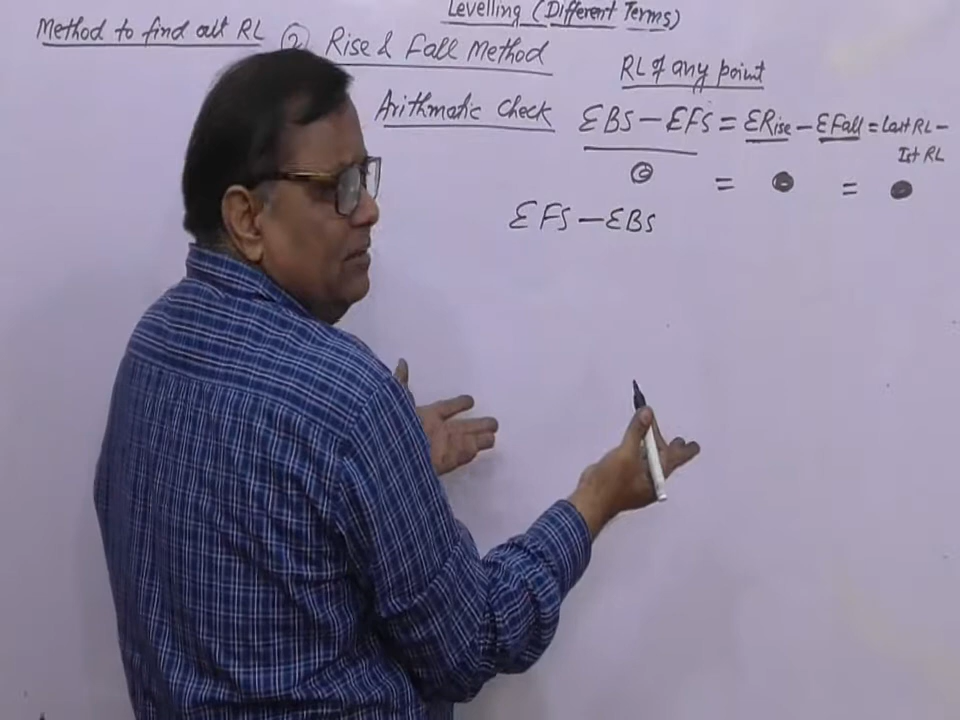 Levelling (Different Terms)
Method to find out RL ② Rise & Fall Method
RL of any point
Arithmatic Check ΣBS - ΣFS = ΣRise - ΣFall = Last RL -
Ist RL
= =
ΣFS - ΣBS